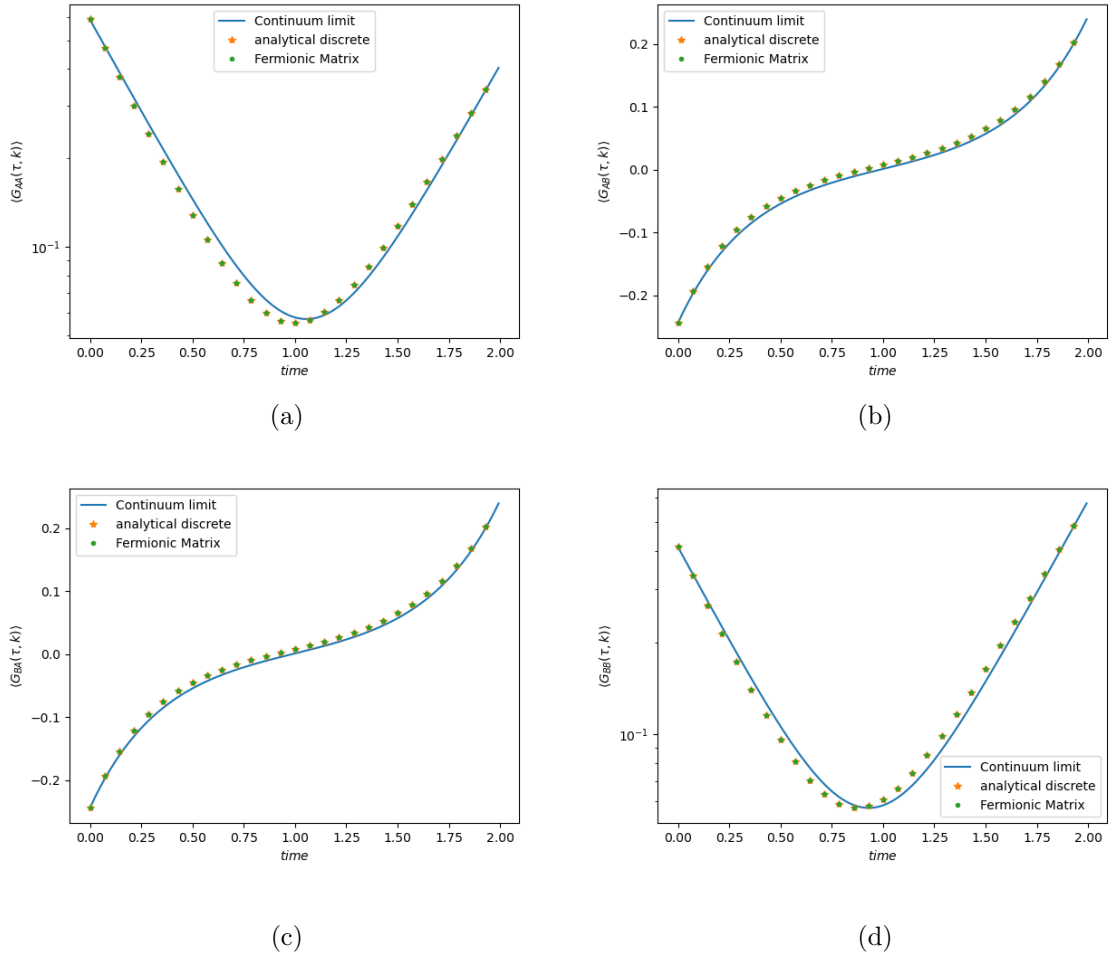 Continuum limit
analytical discrete
Fermionic Matrix
⟨G_AA(τ, k)⟩
10⁻¹
0.00 0.25 0.50 0.75 1.00 1.25 1.50 1.75 2.00
time
(a)
Continuum limit
analytical discrete
Fermionic Matrix
⟨G_AB(τ, k)⟩
0.2
0.1
0.0
−0.1
−0.2
0.00 0.25 0.50 0.75 1.00 1.25 1.50 1.75 2.00
time
(b)
Continuum limit
analytical discrete
Fermionic Matrix
⟨G_BA(τ, k)⟩
0.2
0.1
0.0
−0.1
−0.2
0.00 0.25 0.50 0.75 1.00 1.25 1.50 1.75 2.00
time
(c)
⟨G_BB(τ, k)⟩
10⁻¹
Continuum limit
analytical discrete
Fermionic Matrix
0.00 0.25 0.50 0.75 1.00 1.25 1.50 1.75 2.00
time
(d)